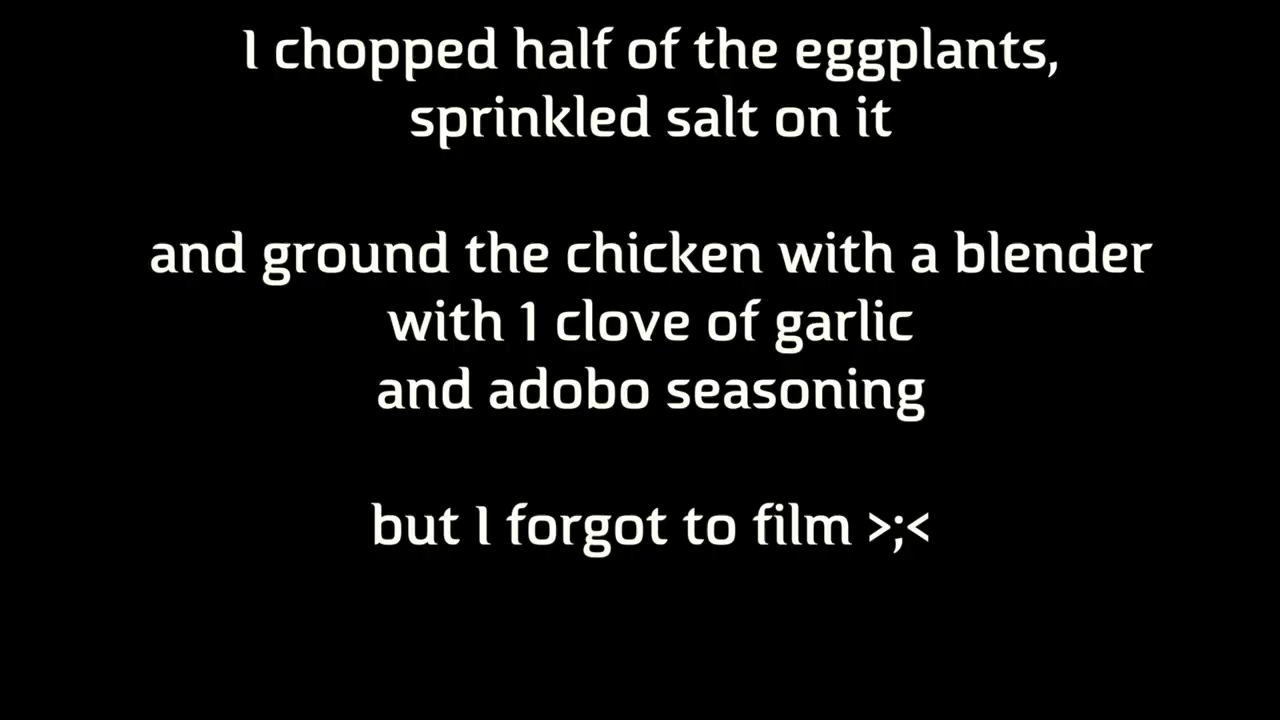 I chopped half of the eggplants,
sprinkled salt on it
and ground the chicken with a blender
with 1 clove of garlic
and adobo seasoning
but I forgot to film >;<